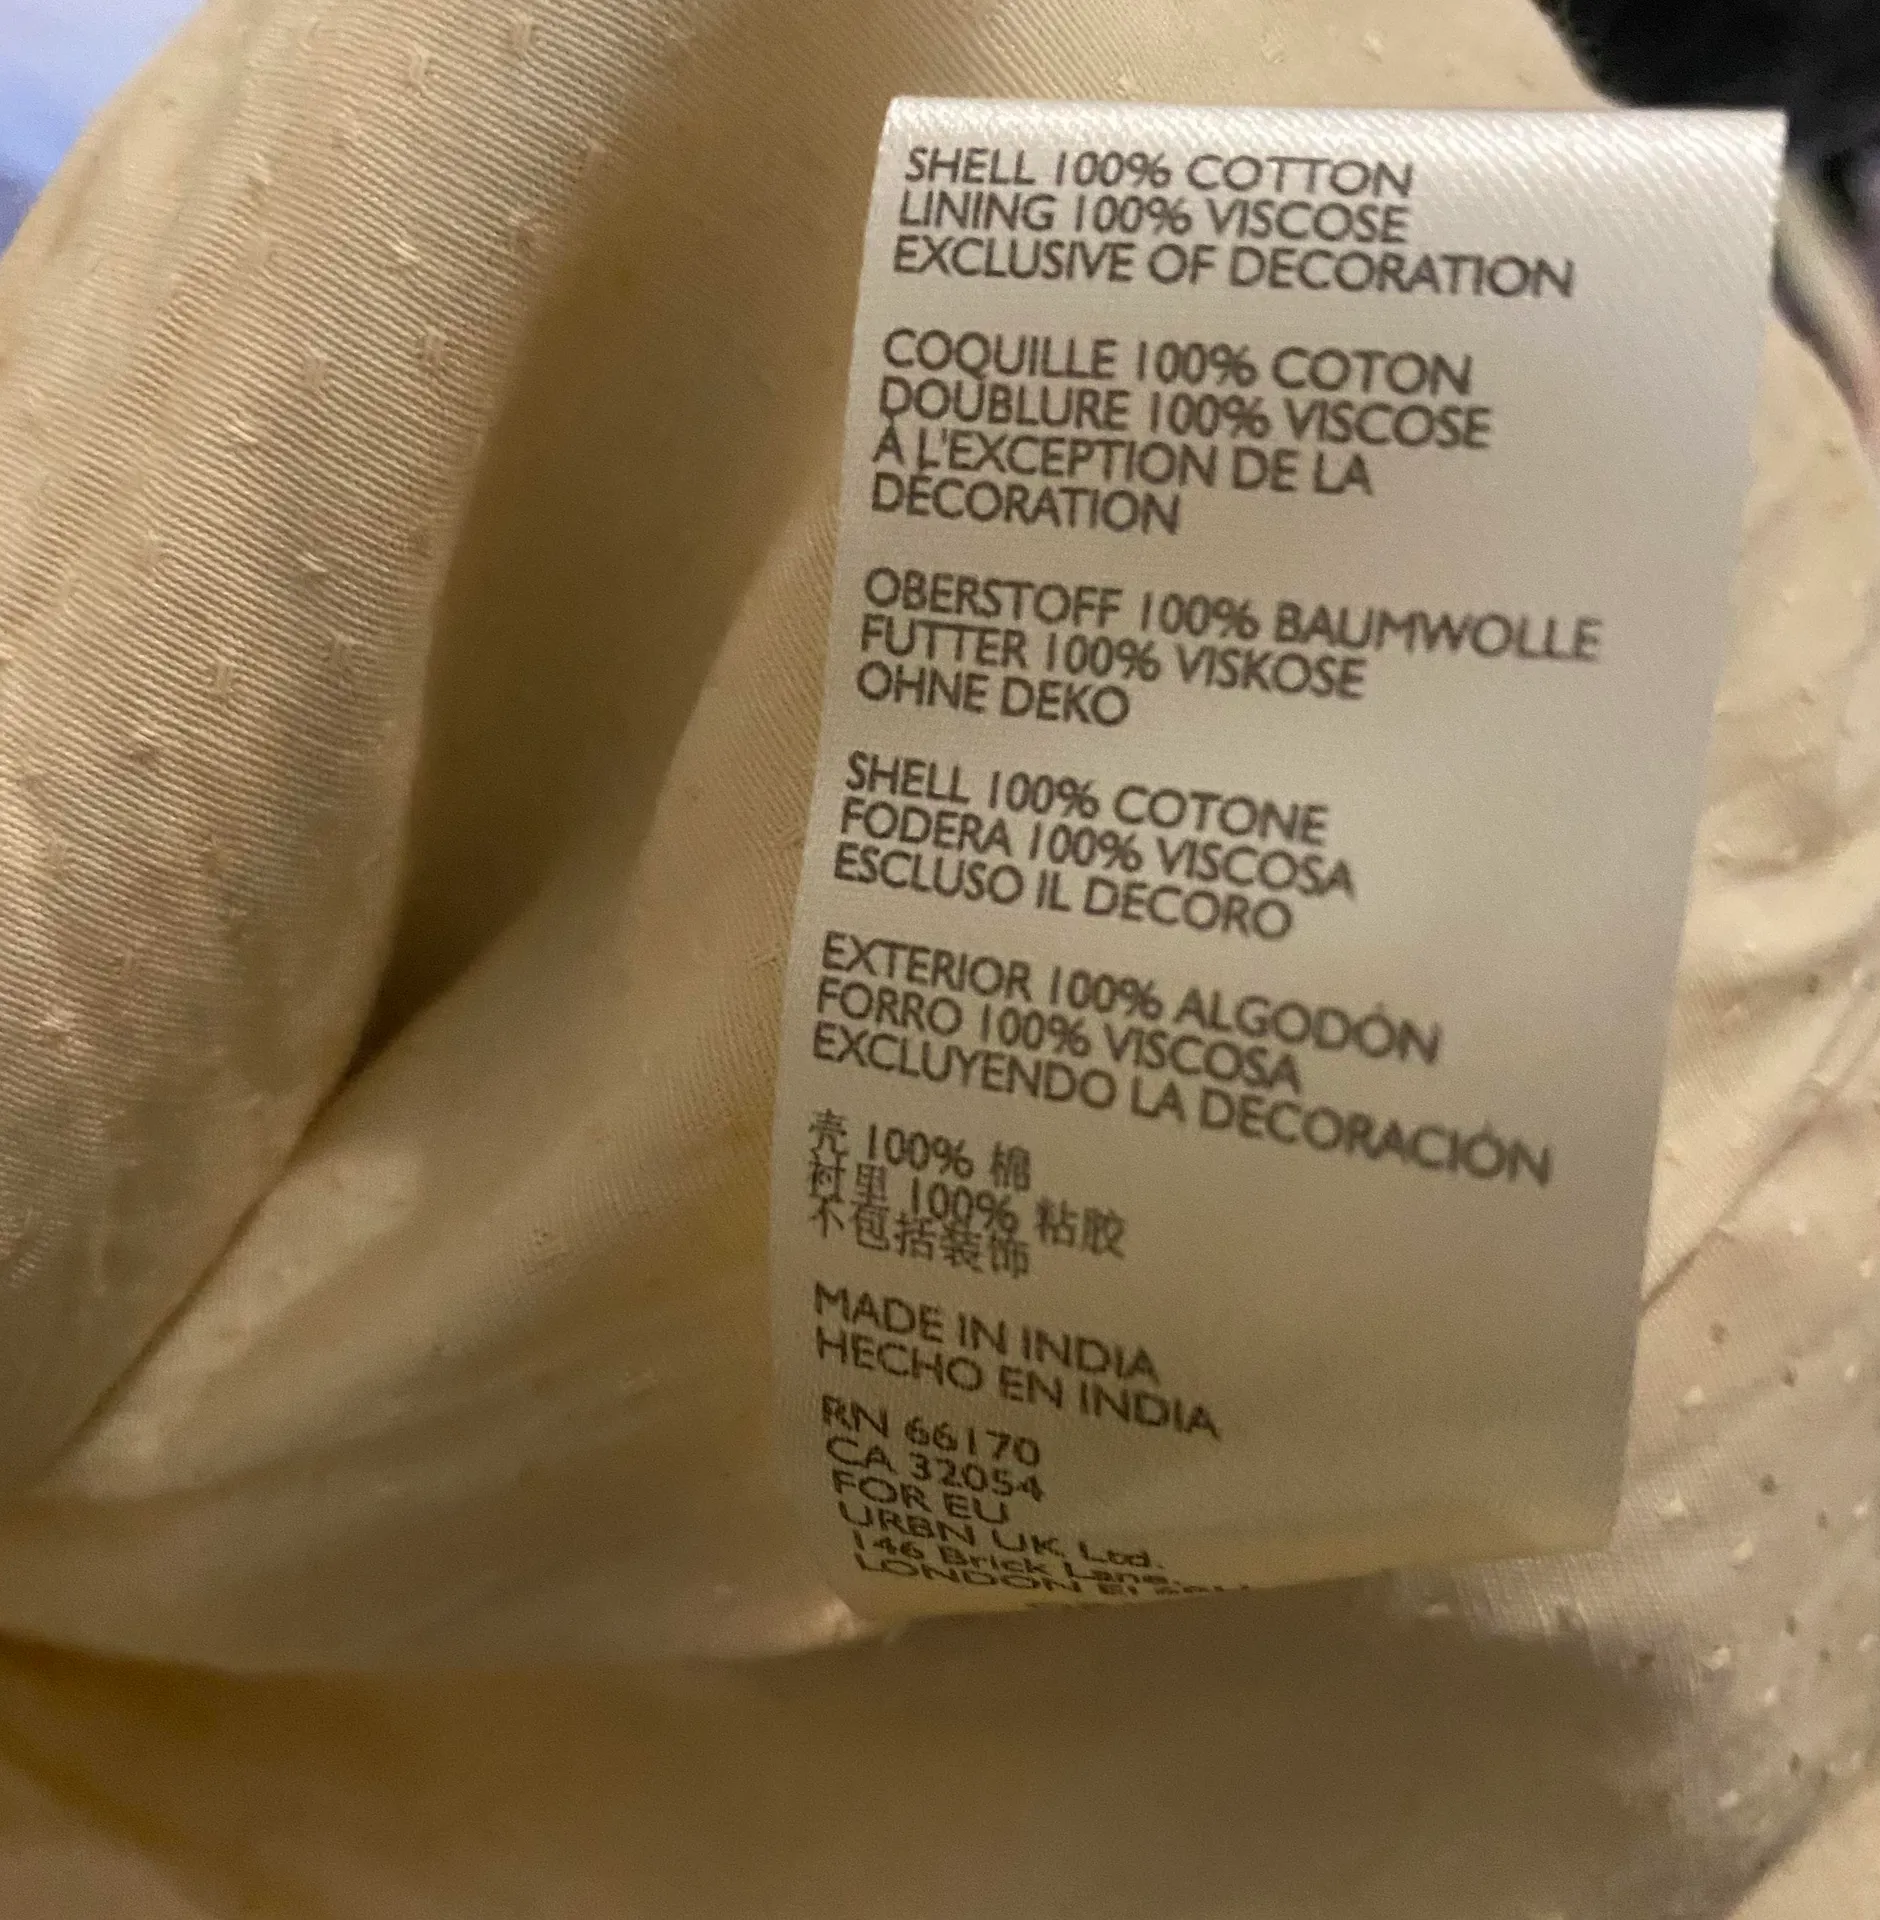 SHELL 100% COTTON
LINING 100% VISCOSE
EXCLUSIVE OF DECORATION
COQUILLE 100% COTON
DOUBLURE 100% VISCOSE
À L'EXCEPTION DE LA
DÉCORATION
OBERSTOFF 100% BAUMWOLLE
FUTTER 100% VISKOSE
OHNE DEKO
SHELL 100% COTONE
FODERA 100% VISCOSA
ESCLUSO IL DECORO
EXTERIOR 100% ALGODÓN
FORRO 100% VISCOSA
EXCLUYENDO LA DECORACIÓN
壳 100% 棉
衬里 100% 粘胶
不包括装饰
MADE IN INDIA
HECHO EN INDIA
RN 66170
CA 32054
FOR EU
URBN UK Ltd.
146 Brick Lane.
LONDON